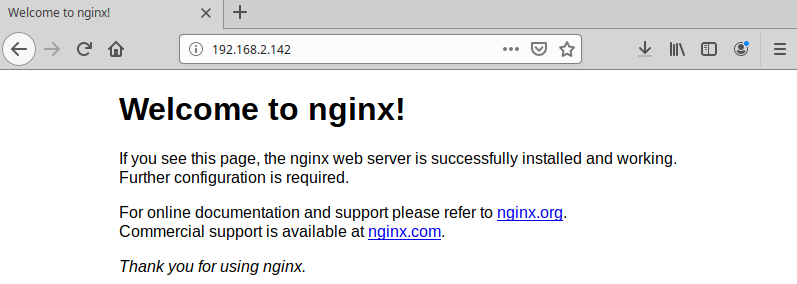 Welcome to nginx!
192.168.2.142
Welcome to nginx!
If you see this page, the nginx web server is successfully installed and working.
Further configuration is required.
For online documentation and support please refer to nginx.org.
Commercial support is available at nginx.com.
Thank you for using nginx.